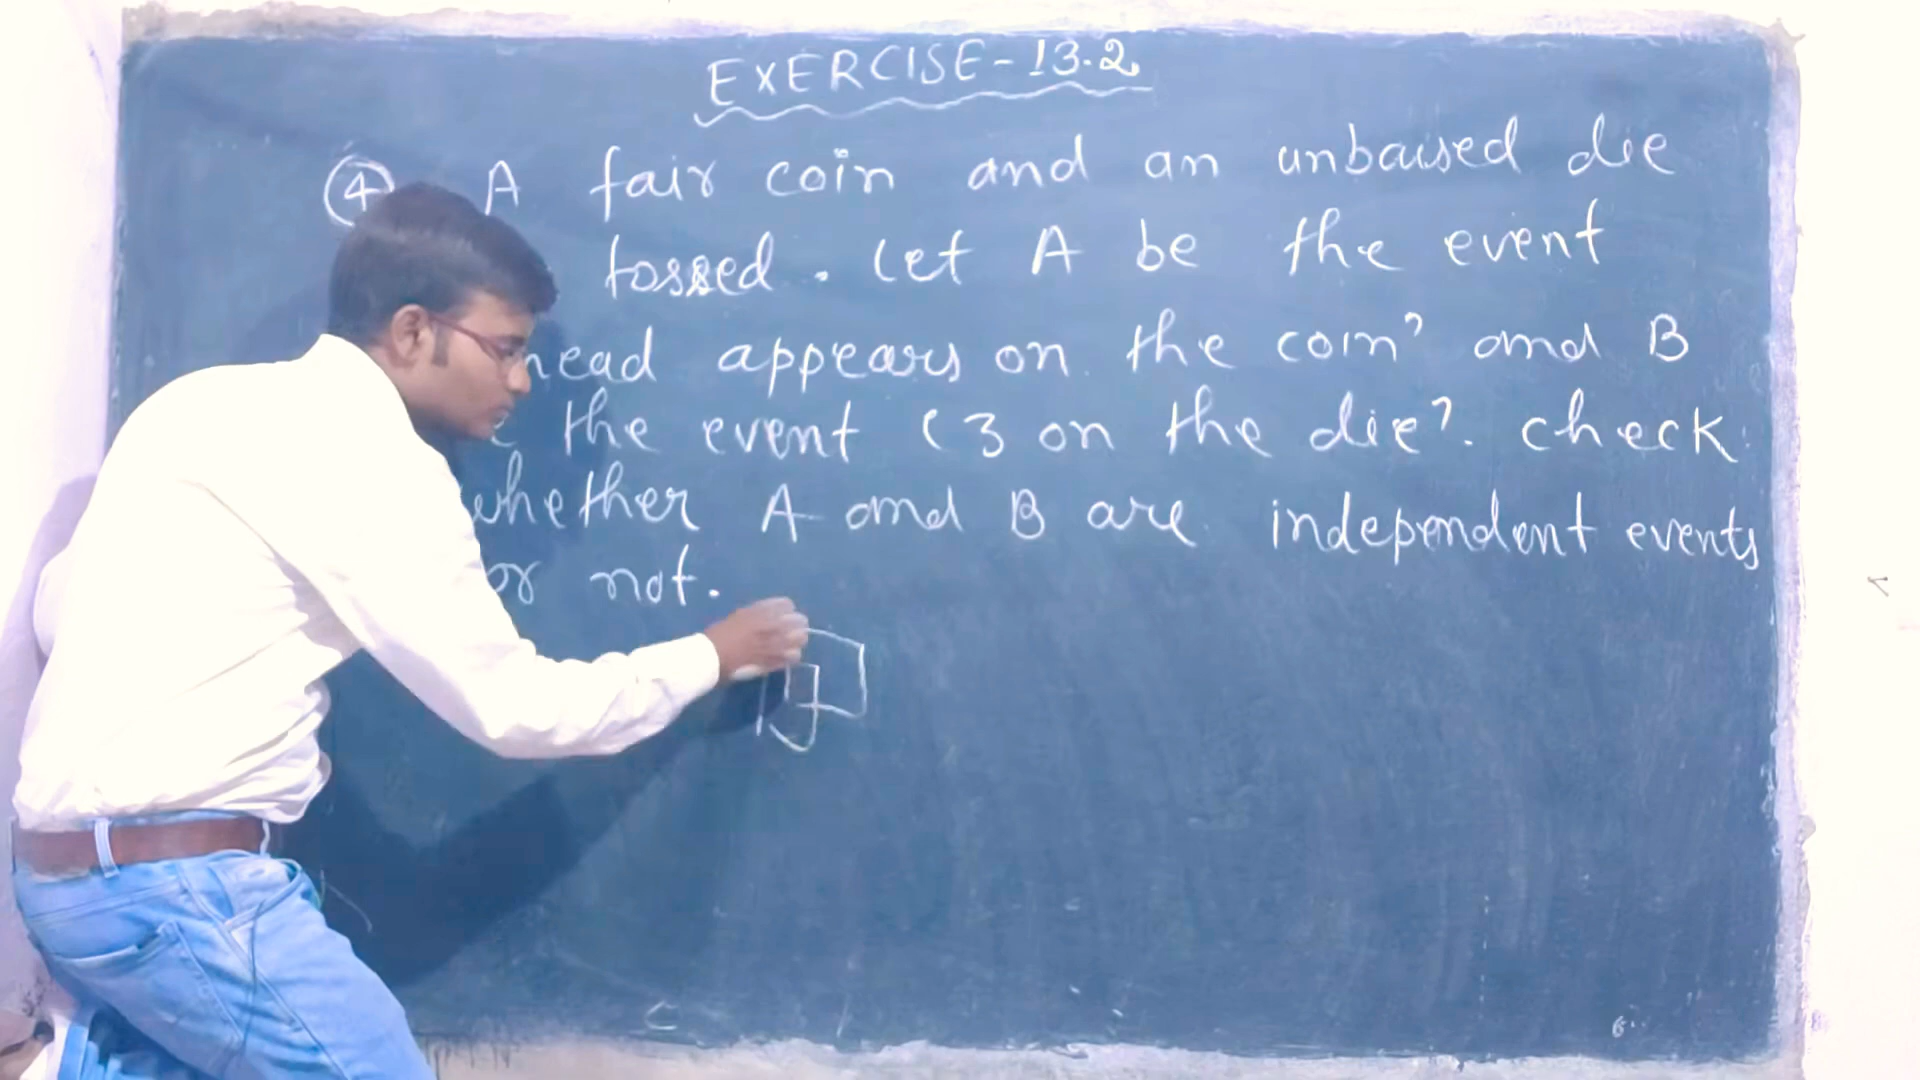 EXERCISE-13.2
④ A fair coin and an unbaised die
tossed. Let A be the event
head appears on the coin' and B
the event '3 on the die'. check
whether A and B are independent events
or not.